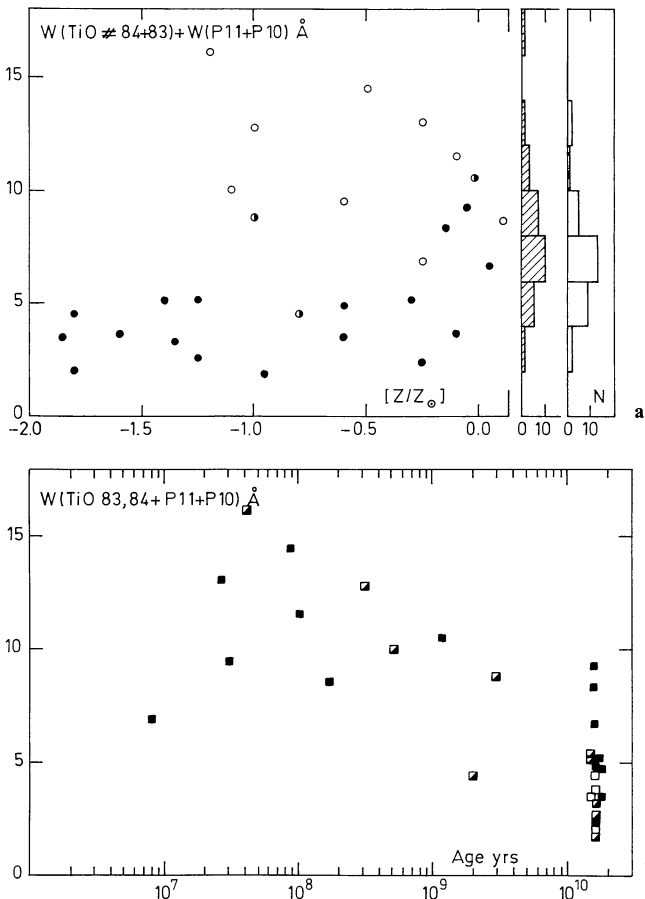 W(TiO # 84+83)+W(P11+P10) Å
15
10
5
0
[Z/Z⊙]
N
-2.0 -1.5 -1.0 -0.5 0.0 0 10 0 10
a
W(TiO 83,84+P11+P10) Å
15
10
5
0
Age yrs
10⁷ 10⁸ 10⁹ 10¹⁰